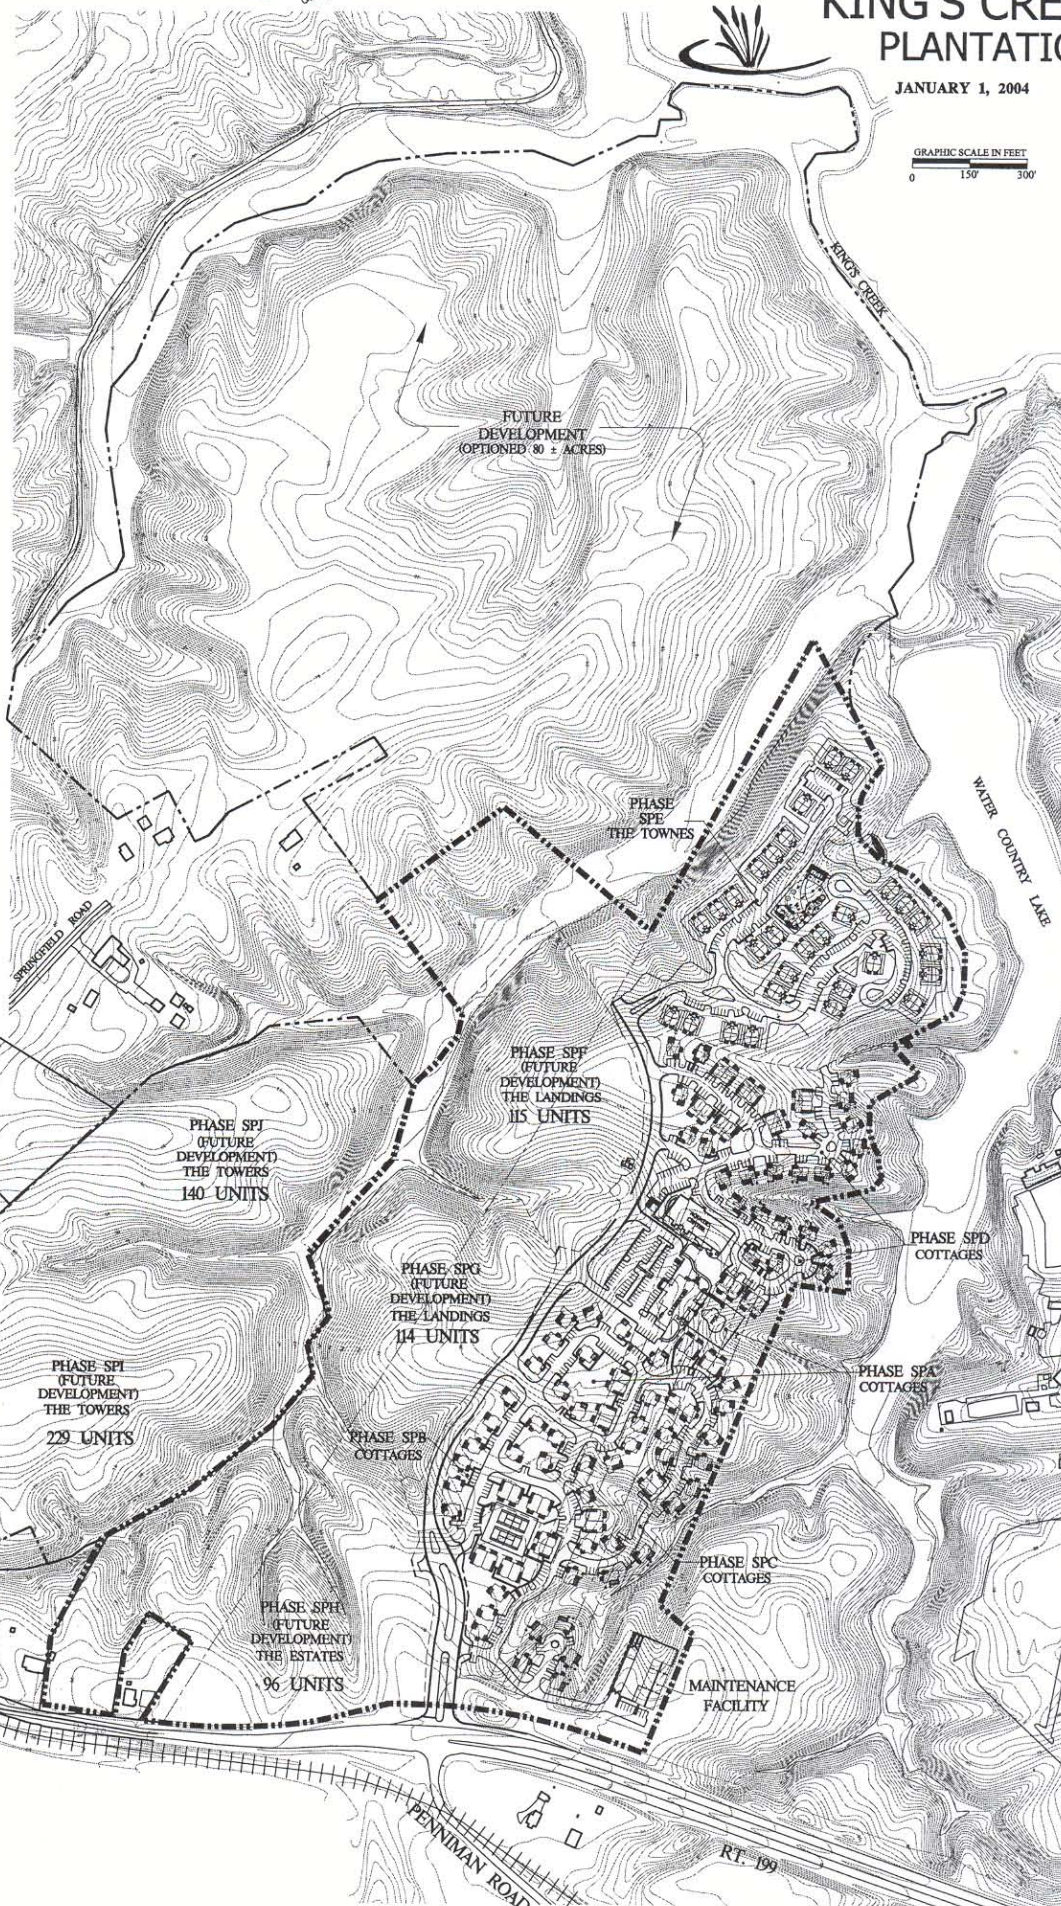 KING'S CRE
PLANTATIO
JANUARY 1, 2004
GRAPHIC SCALE IN FEET
0 150' 300'
KING'S CREEK
FUTURE
DEVELOPMENT
(OPTIONED 80 ± ACRES)
PHASE
SPE
THE TOWNES
WATER COUNTRY LAKE
SPRINGFIELD ROAD
PHASE SPF
(FUTURE
DEVELOPMENT)
THE LANDINGS
115 UNITS
PHASE SPJ
(FUTURE
DEVELOPMENT)
THE TOWERS
140 UNITS
PHASE SPD
COTTAGES
PHASE SPG
(FUTURE
DEVELOPMENT)
THE LANDINGS
114 UNITS
PHASE SPI
(FUTURE
DEVELOPMENT)
THE TOWERS
229 UNITS
PHASE SPA
COTTAGES
PHASE SPB
COTTAGES
PHASE SPC
COTTAGES
PHASE SPH
(FUTURE
DEVELOPMENT)
THE ESTATES
96 UNITS
MAINTENANCE
FACILITY
PENNIMAN ROAD
RT. 199